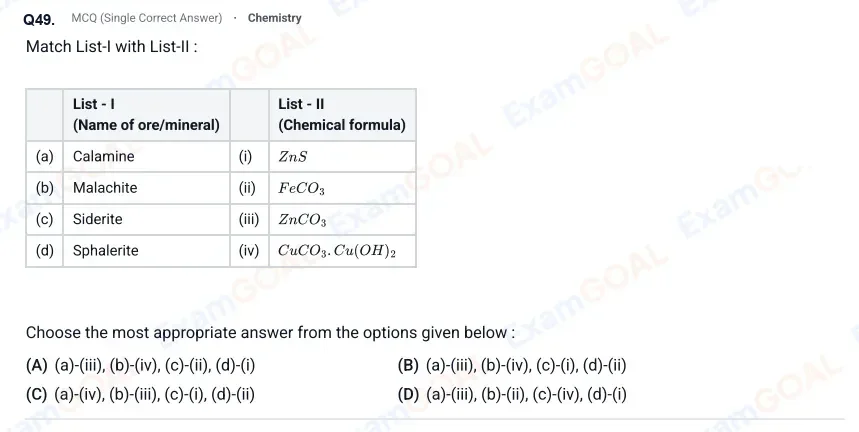 Q49. MCQ (Single Correct Answer) · Chemistry
Match List-I with List-II :
List - I (Name of ore/mineral) List - II (Chemical formula)
(a) Calamine (i) ZnS
(b) Malachite (ii) FeCO₃
(c) Siderite (iii) ZnCO₃
(d) Sphalerite (iv) CuCO₃.Cu(OH)₂
Choose the most appropriate answer from the options given below :
(A) (a)-(iii), (b)-(iv), (c)-(ii), (d)-(i) (B) (a)-(iii), (b)-(iv), (c)-(i), (d)-(ii)
(C) (a)-(iv), (b)-(iii), (c)-(i), (d)-(ii) (D) (a)-(iii), (b)-(ii), (c)-(iv), (d)-(i)
ExamGOAL